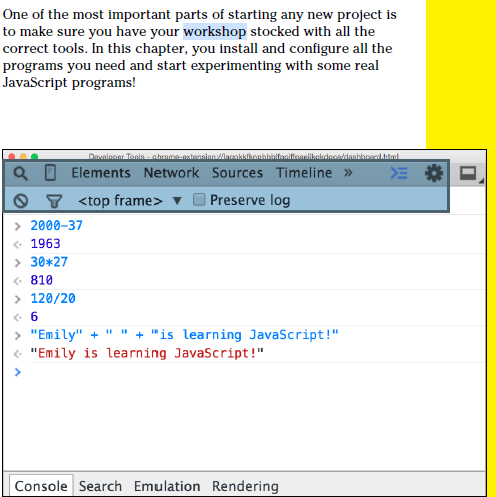 One of the most important parts of starting any new project is
to make sure you have your workshop stocked with all the
correct tools. In this chapter, you install and configure all the
programs you need and start experimenting with some real
JavaScript programs!
Developer Tools - chrome-extension://
Elements Network Sources Timeline »
<top frame> ▼ Preserve log
> 2000-37
< 1963
> 30*27
< 810
> 120/20
< 6
> "Emily" + " " + "is learning JavaScript!"
< "Emily is learning JavaScript!"
>
Console Search Emulation Rendering